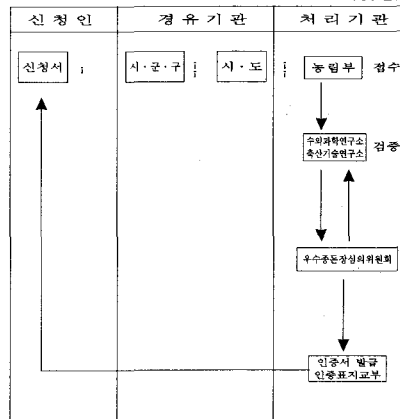 신청인 경유기관 처리기관
신청서 시·군·구 시·도 농림부 접수
수의과학연구소
축산기술연구소 검증
우수종돈장심의위원회
인증서 발급
인증표지교부